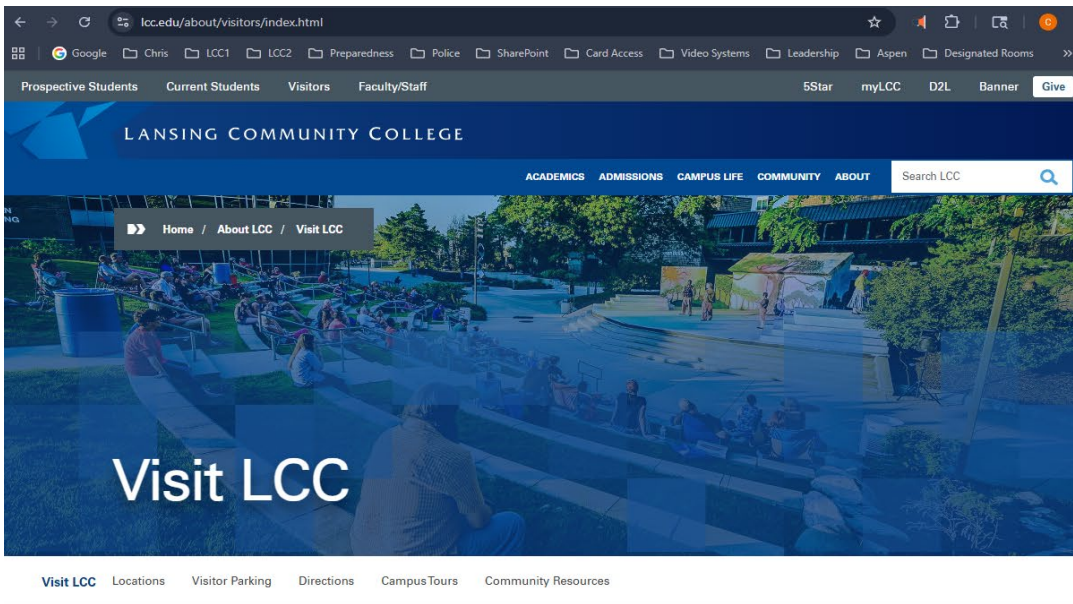 lcc.edu/about/visitors/index.html
Google Chris LCC1 LCC2 Preparedness Police SharePoint Card Access Video Systems Leadership Aspen Designated Rooms »
Prospective Students Current Students Visitors Faculty/Staff 5Star myLCC D2L Banner Give
LANSING COMMUNITY COLLEGE
ACADEMICS ADMISSIONS CAMPUS LIFE COMMUNITY ABOUT Search LCC
Home / About LCC / Visit LCC
Visit LCC
Visit LCC Locations Visitor Parking Directions Campus Tours Community Resources